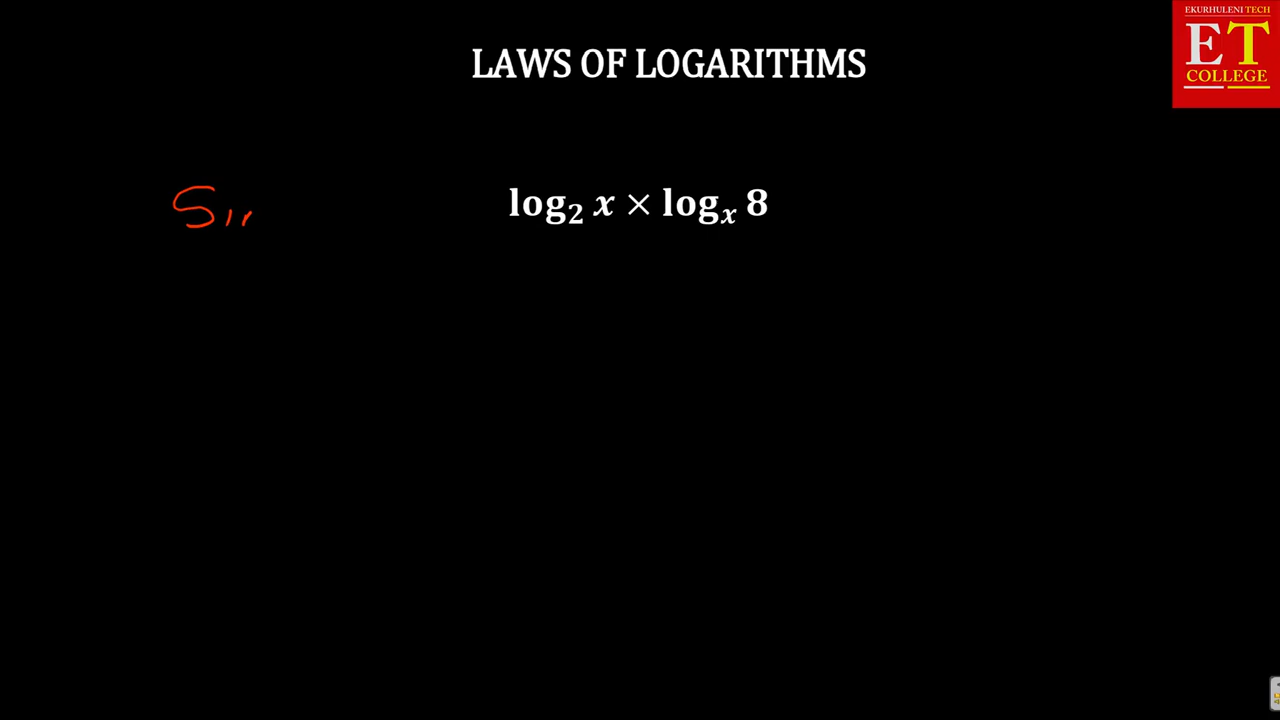 EKURHULENI TECH
ET
COLLEGE
LAWS OF LOGARITHMS
log₂ x × logₓ 8